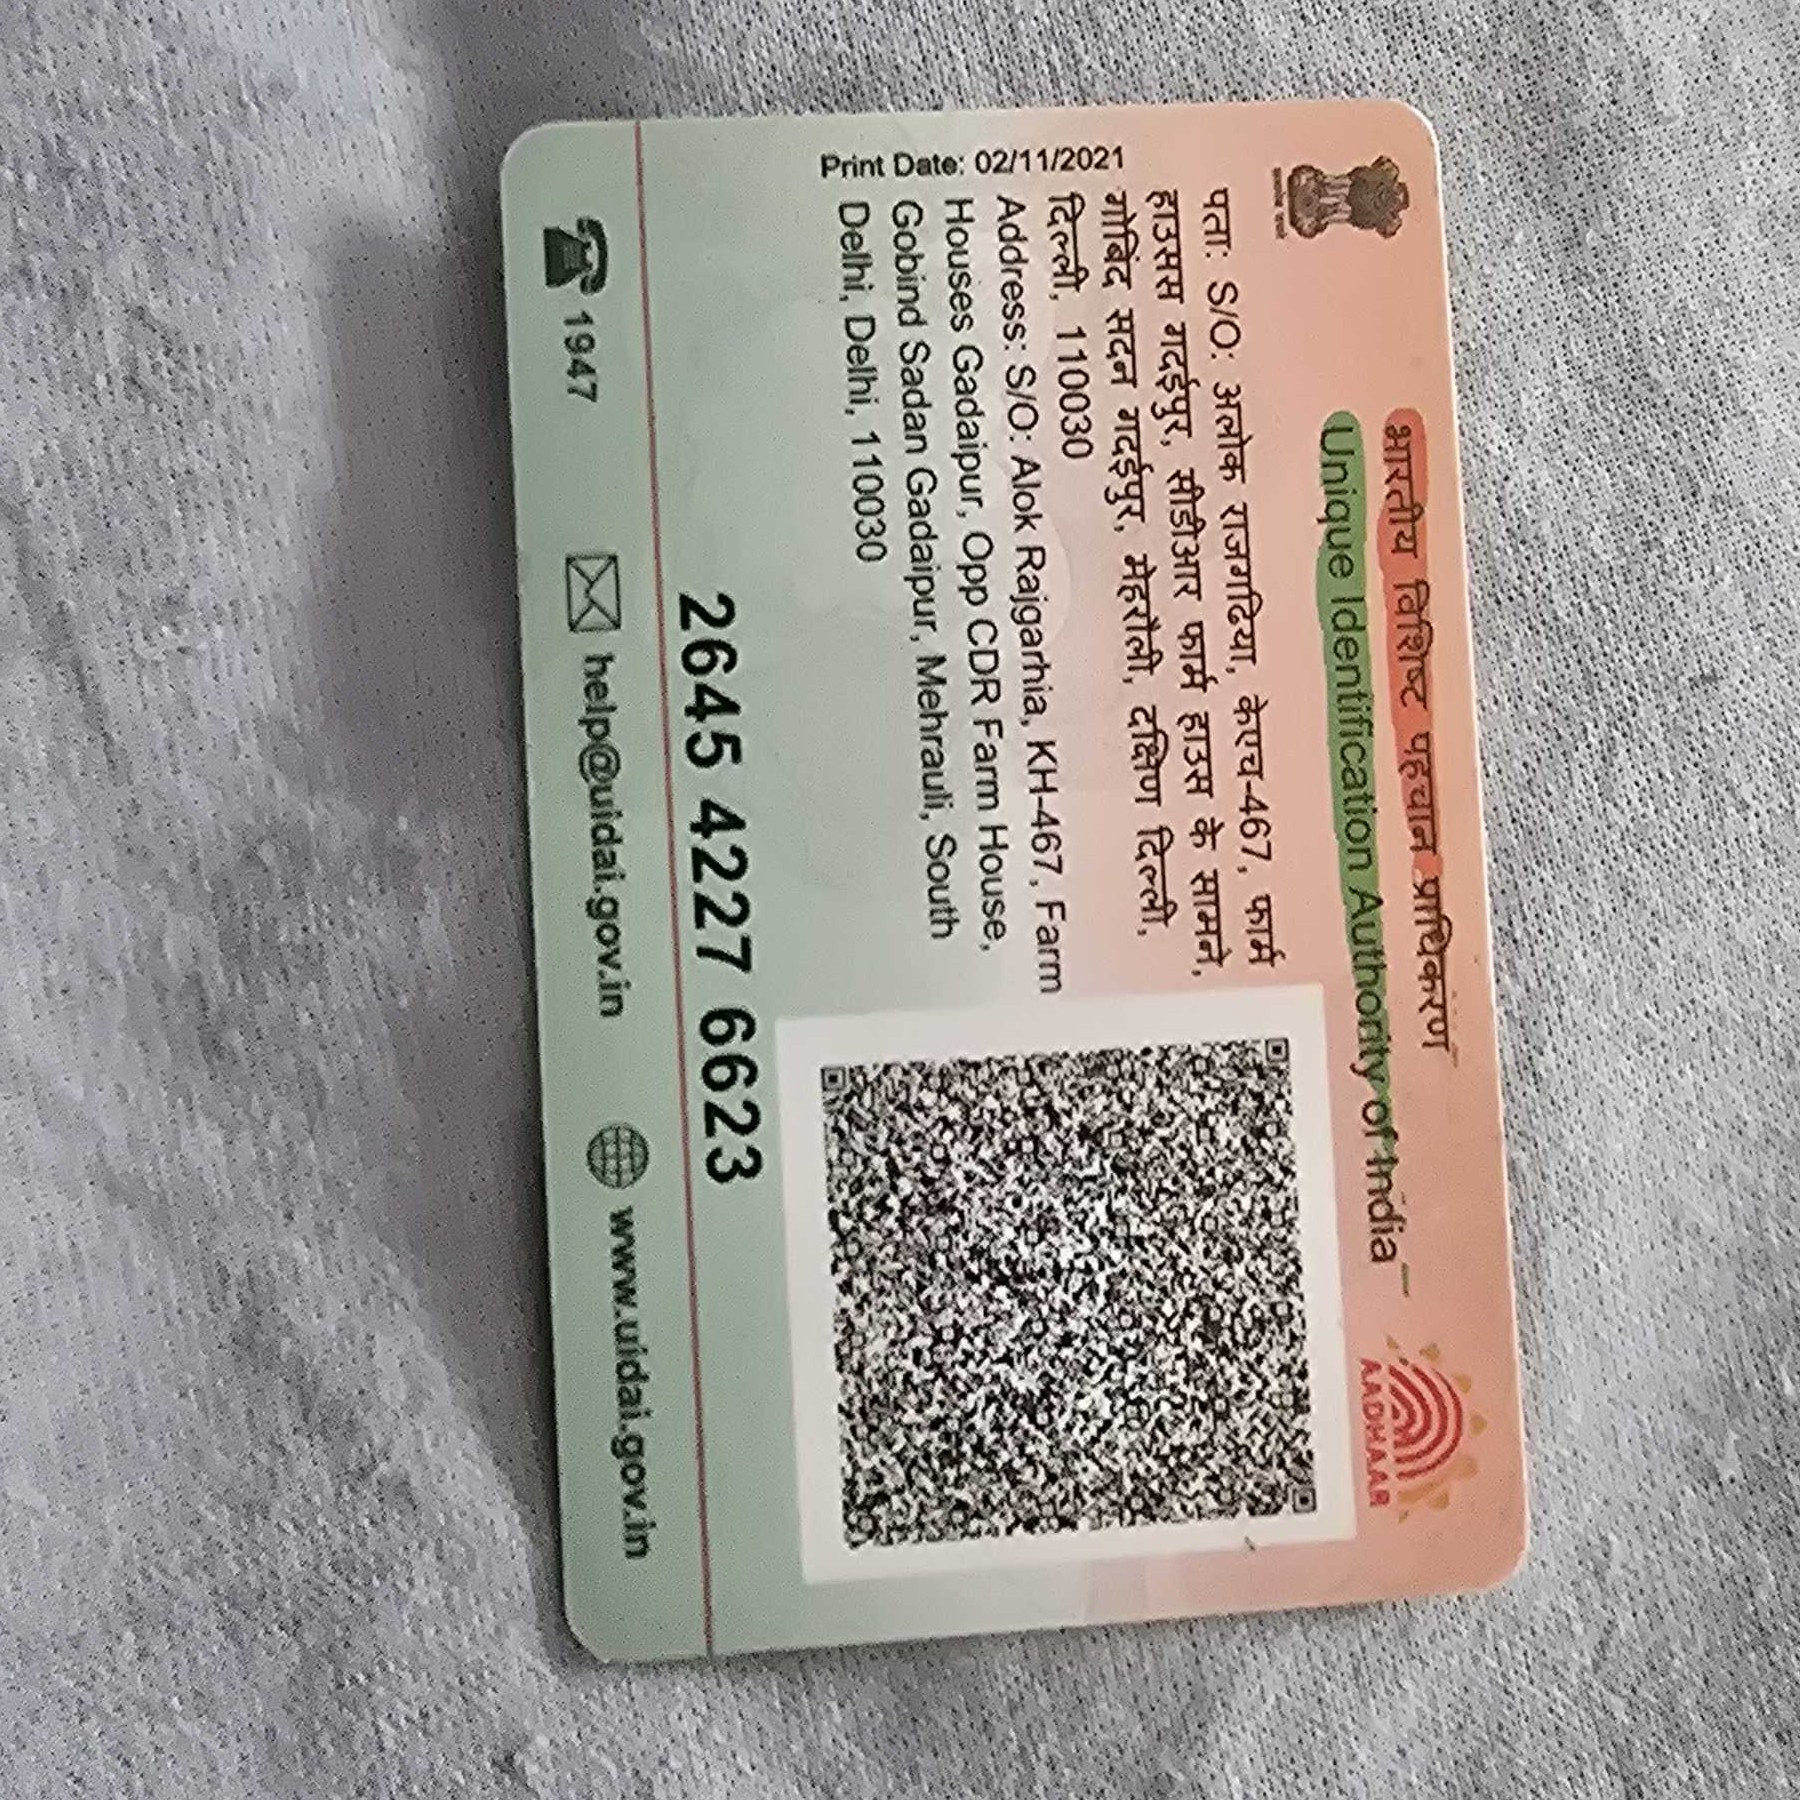 भारतीय विशिष्ट पहचान प्राधिकरण
Unique Identification Authority of India
AADHAAR
Print Date: 02/11/2021
पता: S/O: अलोक राजगढिया, केएच-467, फार्म
हाउसस गदईपुर, सीडीआर फार्म हाउस के सामने,
गोबिंद सदन गदईपुर, मेहरौली, दक्षिण दिल्ली,
दिल्ली, 110030
Address: S/O: Alok Rajgarhia, KH-467, Farm
Houses Gadaipur, Opp CDR Farm House,
Gobind Sadan Gadaipur, Mehrauli, South
Delhi, Delhi, 110030
2645 4227 6623
1947 help@uidai.gov.in www.uidai.gov.in